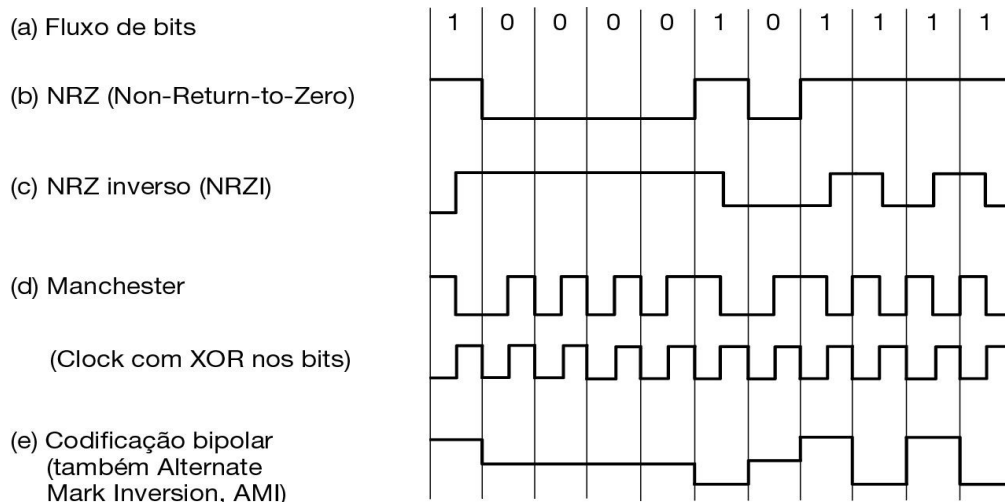 (a) Fluxo de bits 1 0 0 0 0 1 0 1 1 1 1
(b) NRZ (Non-Return-to-Zero)
(c) NRZ inverso (NRZI)
(d) Manchester
(Clock com XOR nos bits)
(e) Codificação bipolar
(também Alternate
Mark Inversion, AMI)